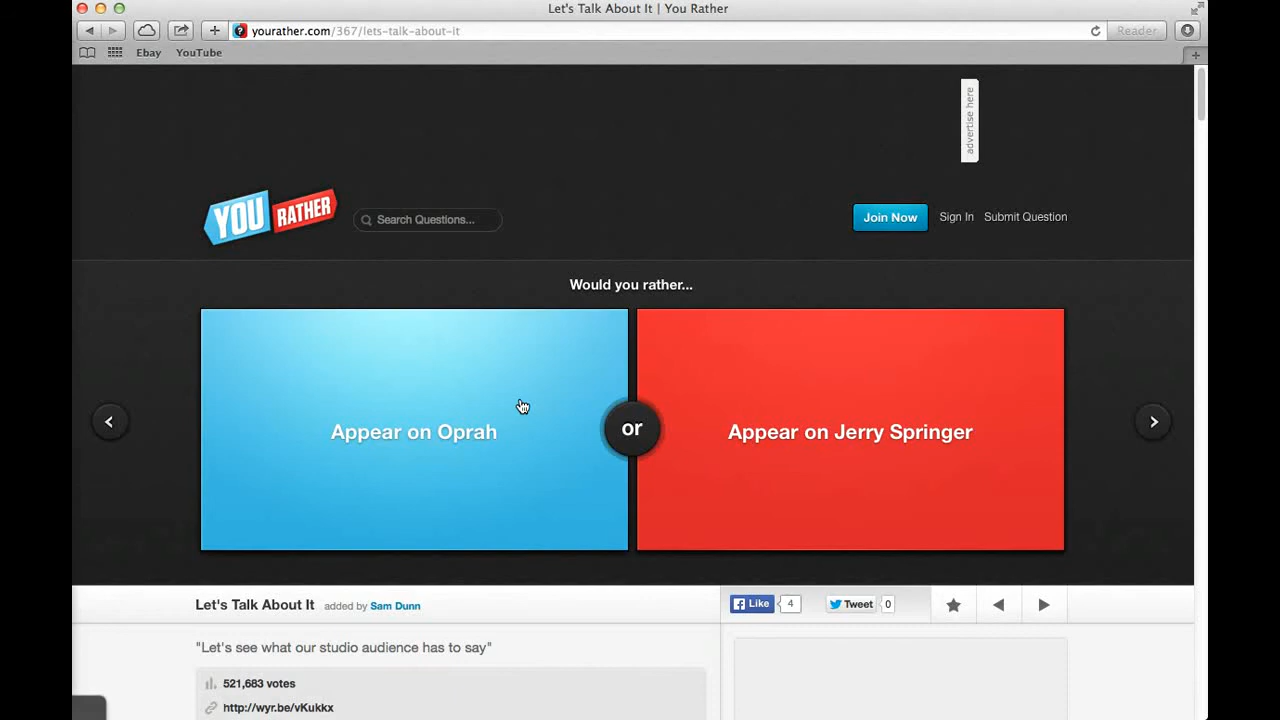 Let's Talk About It | You Rather
yourather.com/367/lets-talk-about-it
Reader
Ebay YouTube
advertise here
YOU RATHER
Search Questions...
Join Now Sign In Submit Question
Would you rather...
Appear on Oprah
or
Appear on Jerry Springer
Let's Talk About It added by Sam Dunn
Like 4 Tweet 0
"Let's see what our studio audience has to say"
521,683 votes
http://wyr.be/vKukkx